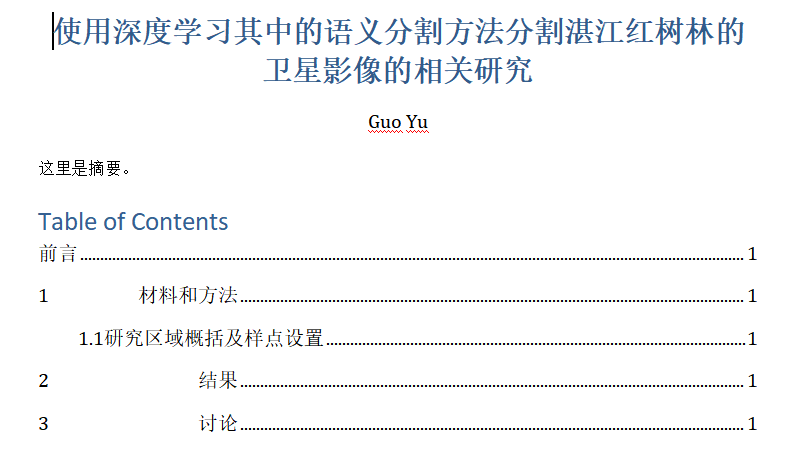 使用深度学习其中的语义分割方法分割湛江红树林的
卫星影像的相关研究
Guo Yu
这里是摘要。
Table of Contents
前言........................................1
1 材料和方法........................................1
1.1研究区域概括及样点设置........................................1
2 结果........................................1
3 讨论........................................1